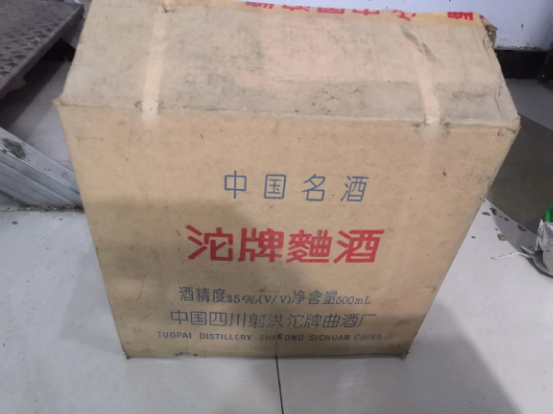 中国名酒
沱牌麯酒
酒精度35%(V/V)净含量500mL
中国四川射洪沱牌曲酒厂
TUOPAI DISTILLERY SHEHONG SICHUAN CHINA